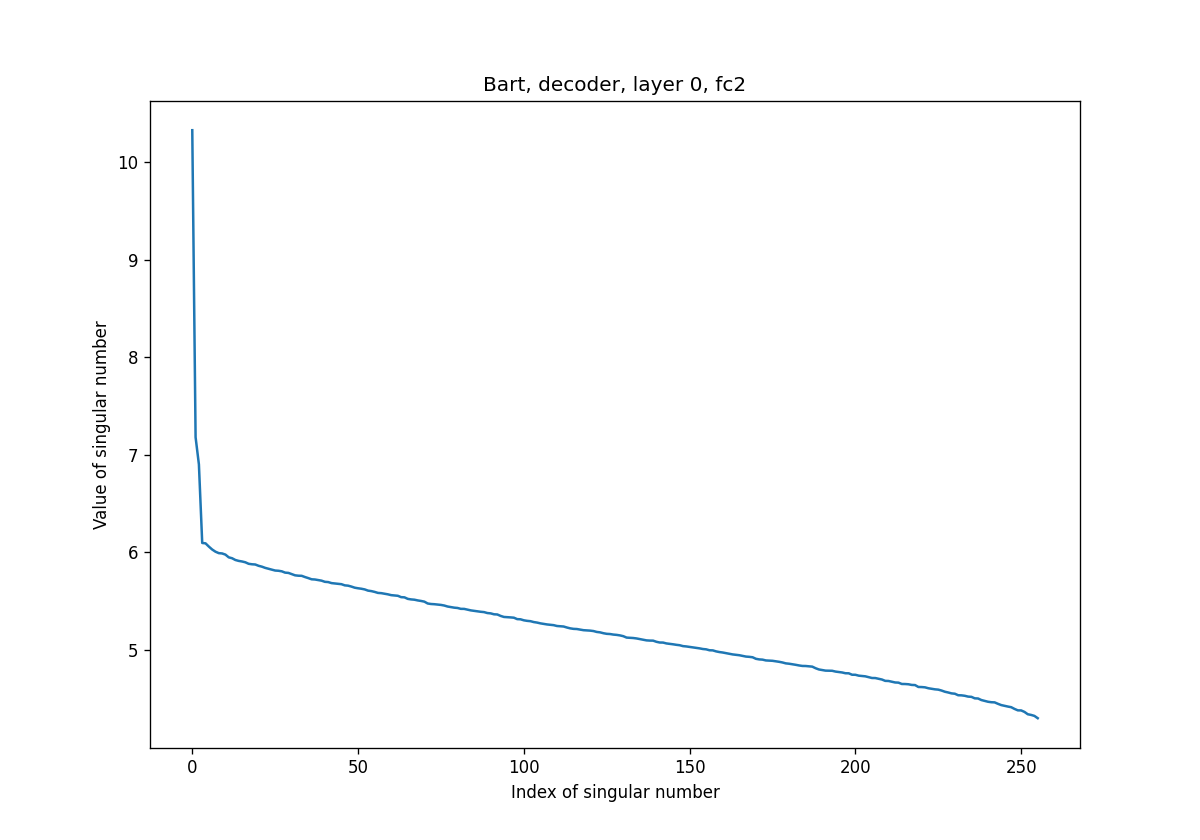 Bart, decoder, layer 0, fc2
10
9
8
7
6
5
Value of singular number
0 50 100 150 200 250
Index of singular number